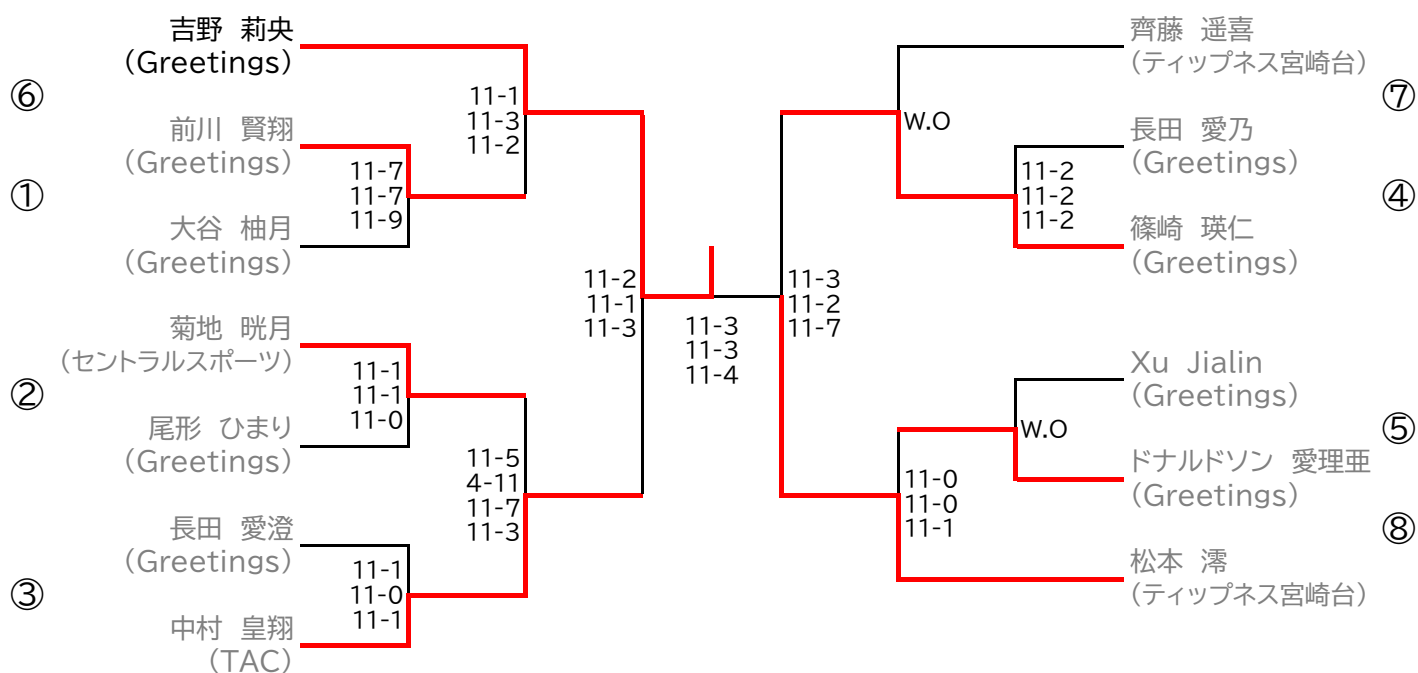 吉野 莉央
(Greetings)
⑥
11-1
11-3
11-2
前川 賢翔
(Greetings)
①
11-7
11-7
11-9
大谷 柚月
(Greetings)
11-2
11-1
11-3
菊地 晄月
(セントラルスポーツ)
②
11-1
11-1
11-0
尾形 ひまり
(Greetings)
11-5
4-11
11-7
11-3
長田 愛澄
(Greetings)
③
11-1
11-0
11-1
中村 皇翔
(TAC)
11-3
11-3
11-4
齊藤 遥喜
(ティップネス宮崎台)
⑦
W.O
長田 愛乃
(Greetings)
④
11-2
11-2
11-2
篠崎 瑛仁
(Greetings)
11-3
11-2
11-7
Xu Jialin
(Greetings)
⑤
W.O
ドナルドソン 愛理亜
(Greetings)
11-0
11-0
11-1
⑧
松本 澪
(ティップネス宮崎台)